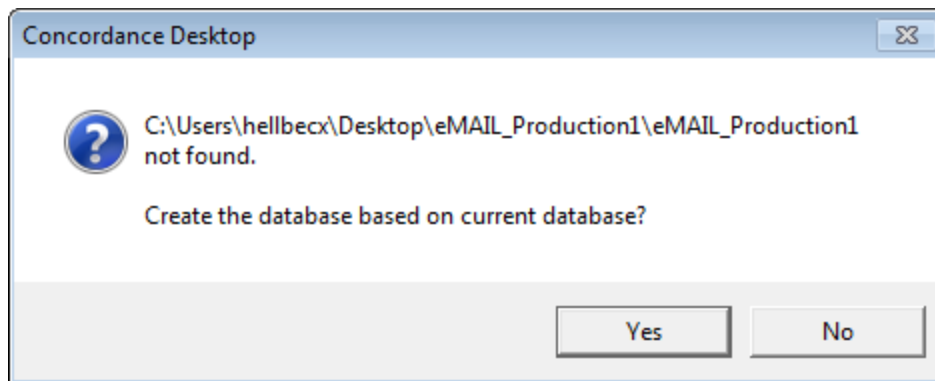 Concordance Desktop
C:\Users\hellbecx\Desktop\eMAIL_Production1\eMAIL_Production1
not found.
Create the database based on current database?
Yes
No